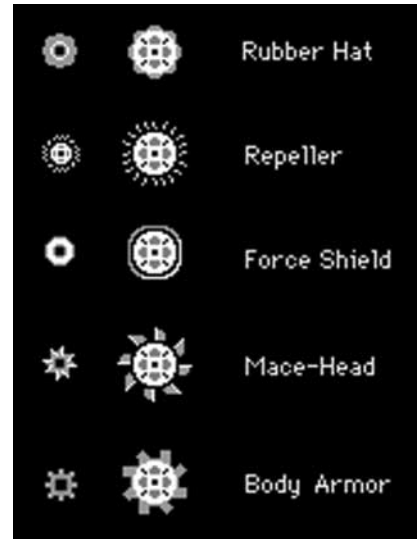 Rubber Hat
Repeller
Force Shield
Mace-Head
Body Armor